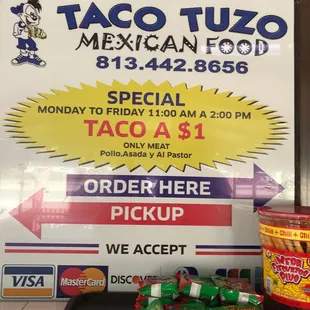 TACO TUZO
MEXICAN FOOD
813.442.8656
SPECIAL
MONDAY TO FRIDAY 11:00 AM A 2:00 PM
TACO A $1
ONLY MEAT
Pollo,Asada y Al Pastor
ORDER HERE
PICKUP
WE ACCEPT
VISA MasterCard DISCOVER